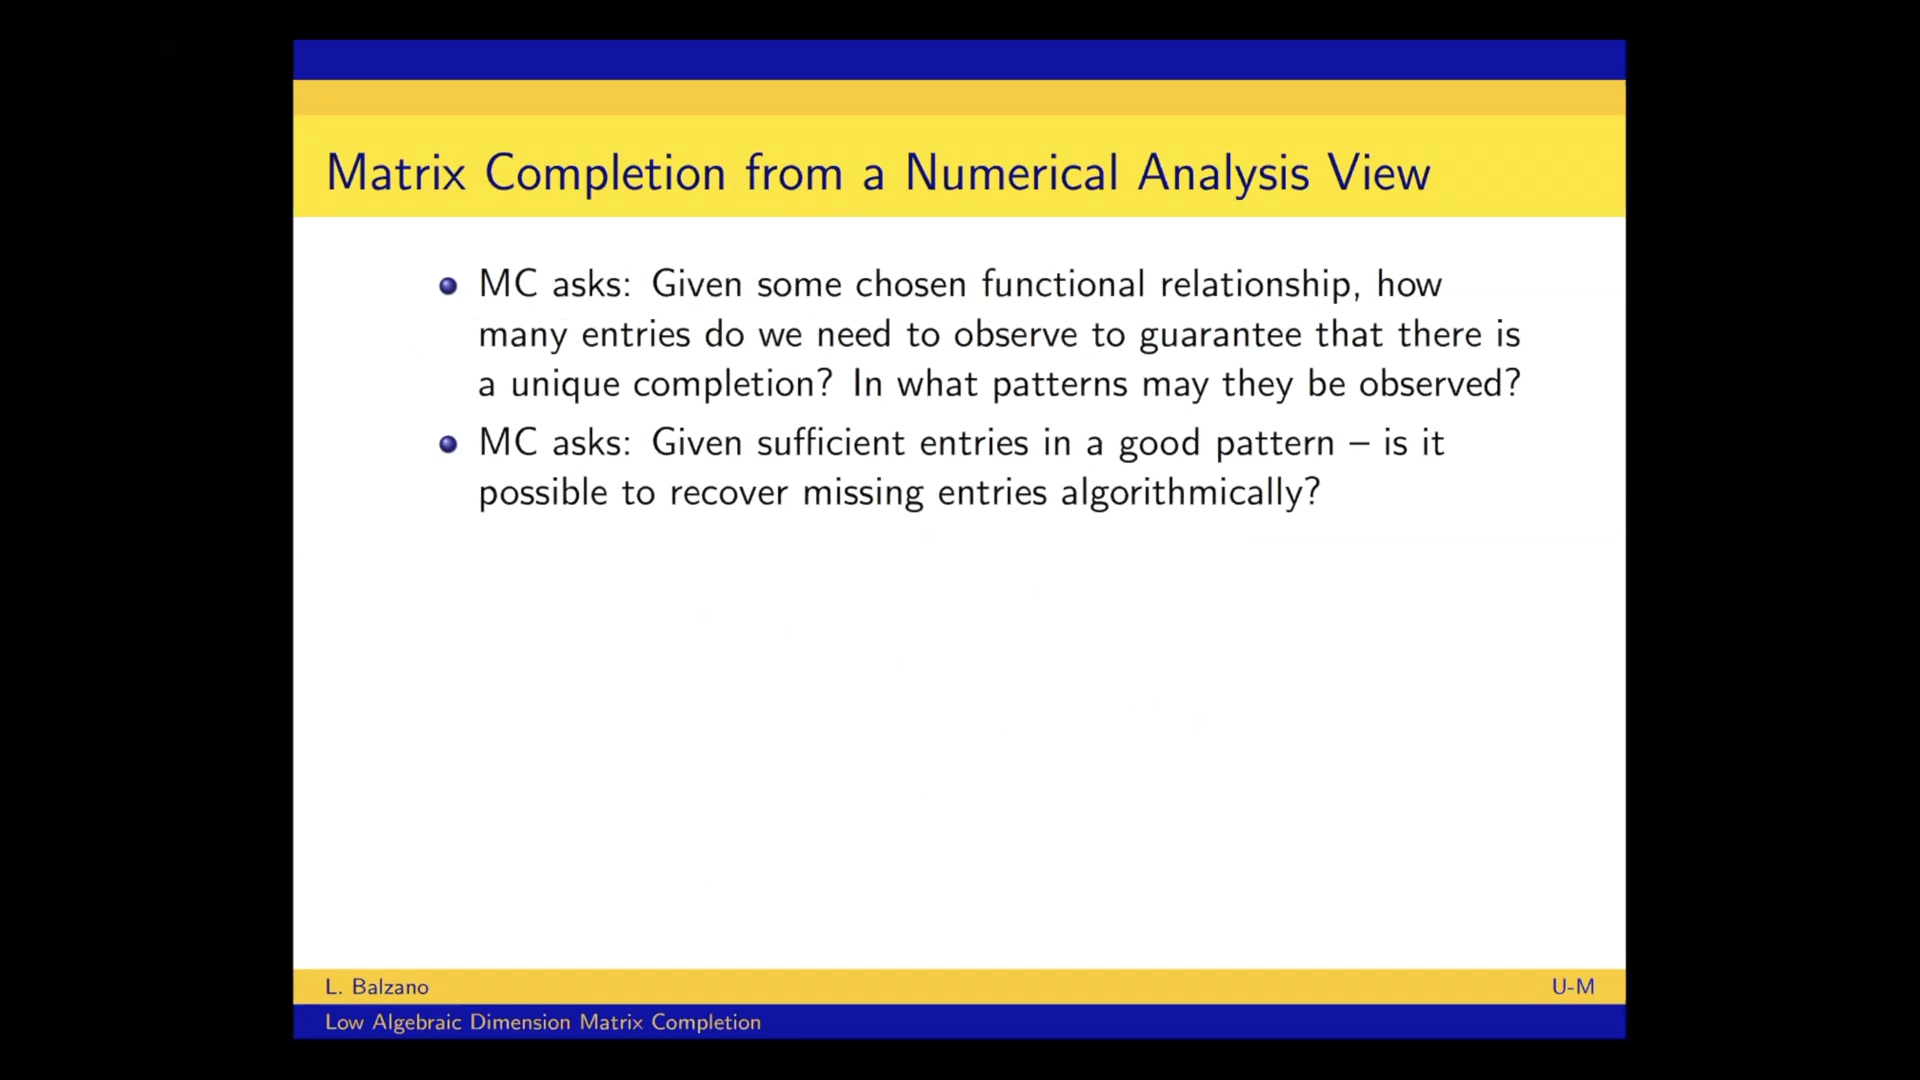 Matrix Completion from a Numerical Analysis View
MC asks: Given some chosen functional relationship, how
many entries do we need to observe to guarantee that there is
a unique completion? In what patterns may they be observed?
MC asks: Given sufficient entries in a good pattern – is it
possible to recover missing entries algorithmically?
L. Balzano
U-M
Low Algebraic Dimension Matrix Completion